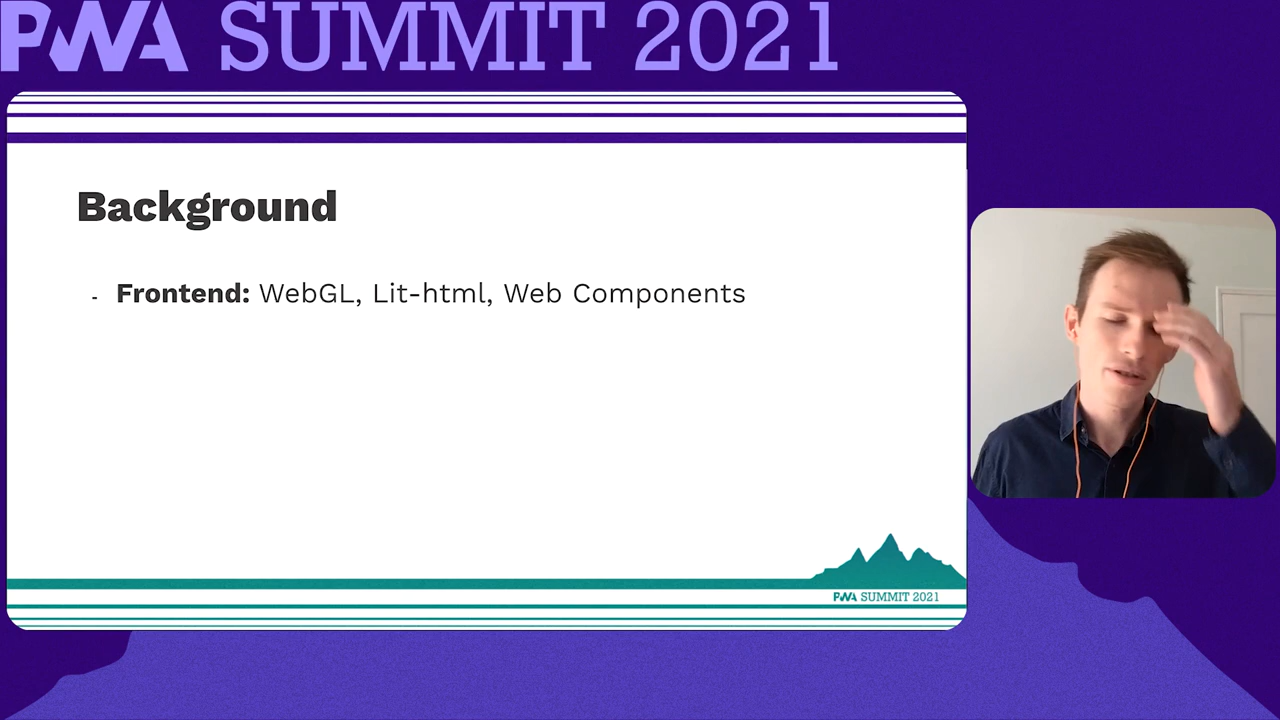 PWA SUMMIT 2021
Background
- Frontend: WebGL, Lit-html, Web Components
PWA SUMMIT 2021